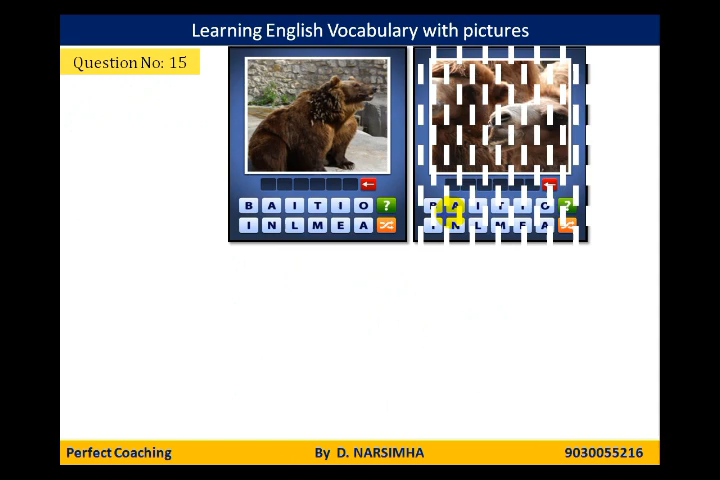 Learning English Vocabulary with pictures
Question No: 15
B A I T I O ?
I N L M E A
L M E A
Perfect Coaching By D. NARSIMHA 9030055216